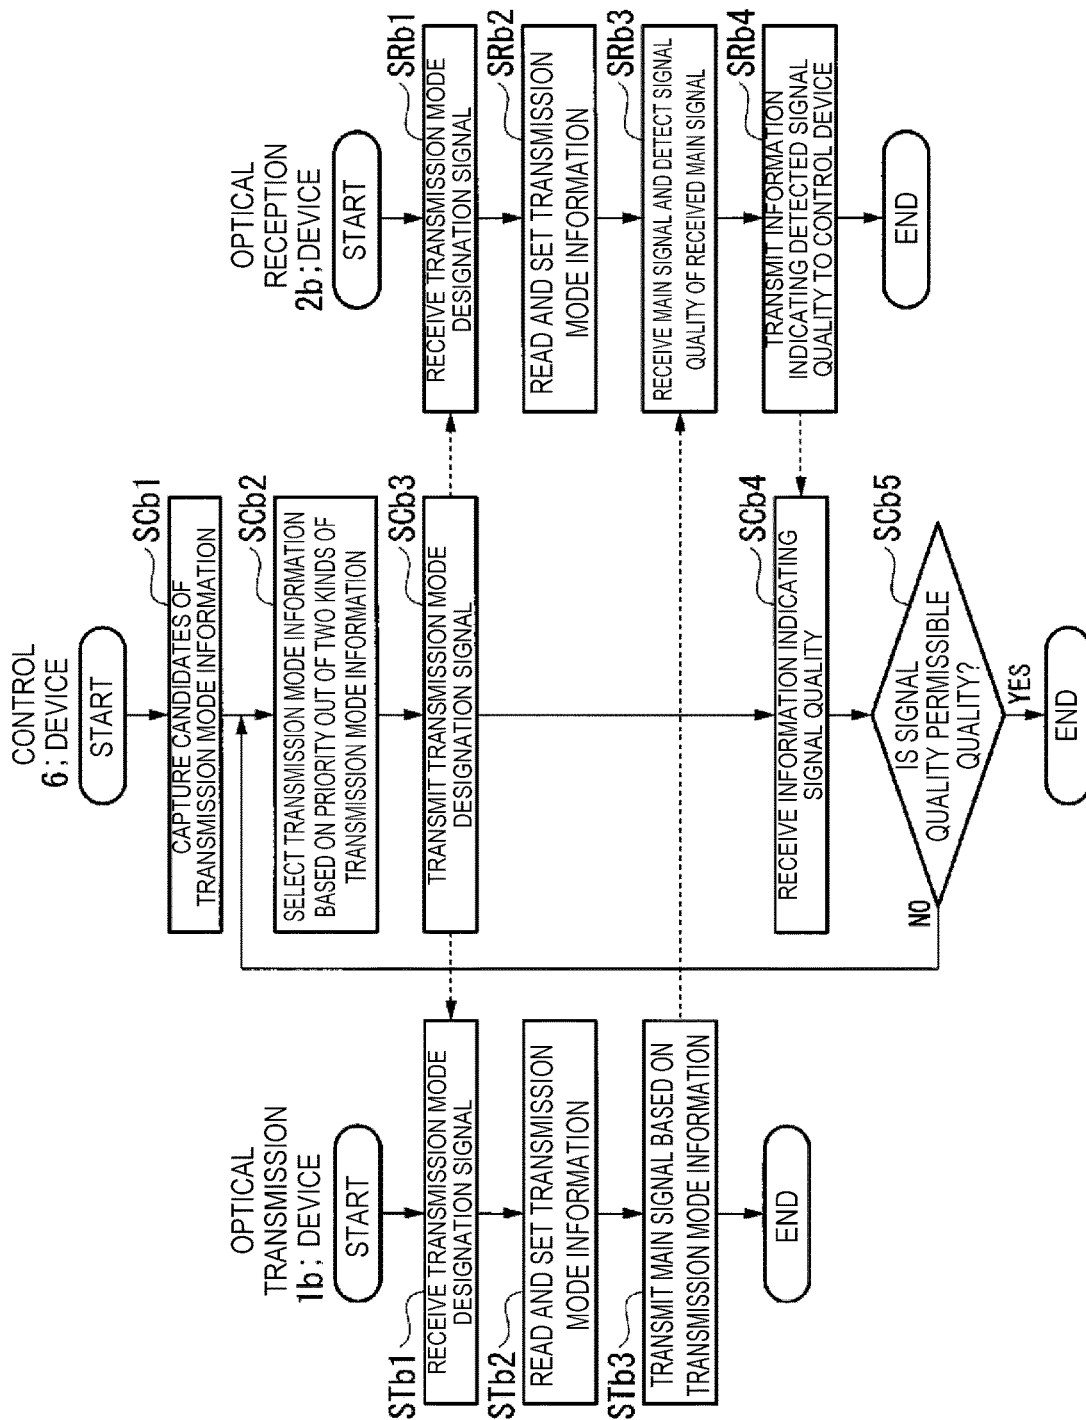 OPTICAL
TRANSMISSION
1b; DEVICE
START
STb1
RECEIVE TRANSMISSION MODE
DESIGNATION SIGNAL
STb2
READ AND SET TRANSMISSION
MODE INFORMATION
STb3
TRANSMIT MAIN SIGNAL BASED ON
TRANSMISSION MODE INFORMATION
END
CONTROL
6; DEVICE
START
SCb1
CAPTURE CANDIDATES OF
TRANSMISSION MODE INFORMATION
SCb2
SELECT TRANSMISSION MODE INFORMATION
BASED ON PRIORITY OUT OF TWO KINDS OF
TRANSMISSION MODE INFORMATION
SCb3
TRANSMIT TRANSMISSION MODE
DESIGNATION SIGNAL
SCb4
RECEIVE INFORMATION INDICATING
SIGNAL QUALITY
SCb5
IS SIGNAL
QUALITY PERMISSIBLE
QUALITY?
NO
YES
END
OPTICAL
RECEPTION
2b; DEVICE
START
SRb1
RECEIVE TRANSMISSION MODE
DESIGNATION SIGNAL
SRb2
READ AND SET TRANSMISSION
MODE INFORMATION
SRb3
RECEIVE MAIN SIGNAL AND DETECT SIGNAL
QUALITY OF RECEIVED MAIN SIGNAL
SRb4
TRANSMIT INFORMATION
INDICATING DETECTED SIGNAL
QUALITY TO CONTROL DEVICE
END